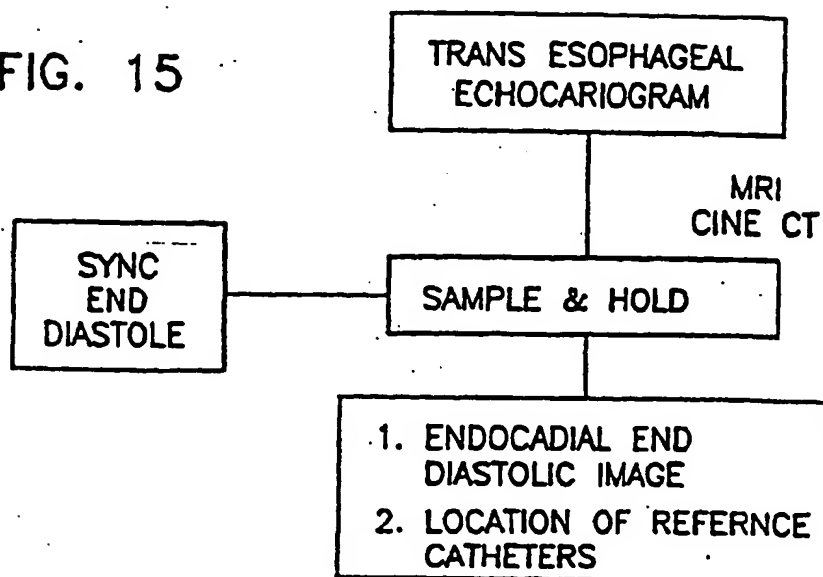 FIG. 15
TRANS ESOPHAGEAL
ECHOCARIOGRAM
MRI
CINE CT
SYNC
END
DIASTOLE
SAMPLE & HOLD
1. ENDOCADIAL END
DIASTOLIC IMAGE
2. LOCATION OF REFERNCE
CATHETERS